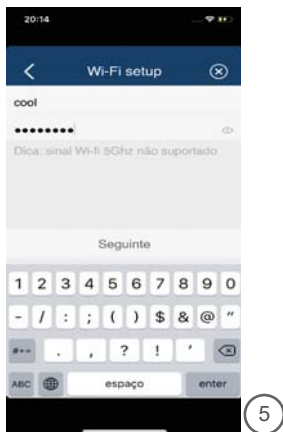 20:14
Wi-Fi setup
cool
••••••••
Dica: sinal Wi-fi 5Ghz não suportado
Seguinte
1 2 3 4 5 6 7 8 9 0
- / : ; ( ) $ & @ "
#+= . , ? ! '
ABC espaço enter
5